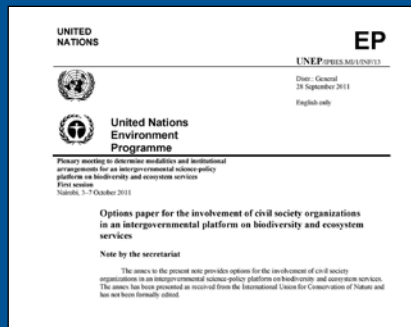 UNITED
NATIONS
EP
UNEP/IPBES.MI/1/INF/13
Distr.: General
28 September 2011
English only
United Nations
Environment
Programme
Plenary meeting to determine modalities and institutional
arrangements for an intergovernmental science-policy
platform on biodiversity and ecosystem services
First session
Nairobi, 3–7 October 2011
Options paper for the involvement of civil society organizations
in an intergovernmental platform on biodiversity and ecosystem
services
Note by the secretariat
The annex to the present note provides options for the involvement of civil society
organizations in an intergovernmental science-policy platform on biodiversity and ecosystem services.
The annex has been presented as received from the International Union for Conservation of Nature and
has not been formally edited.